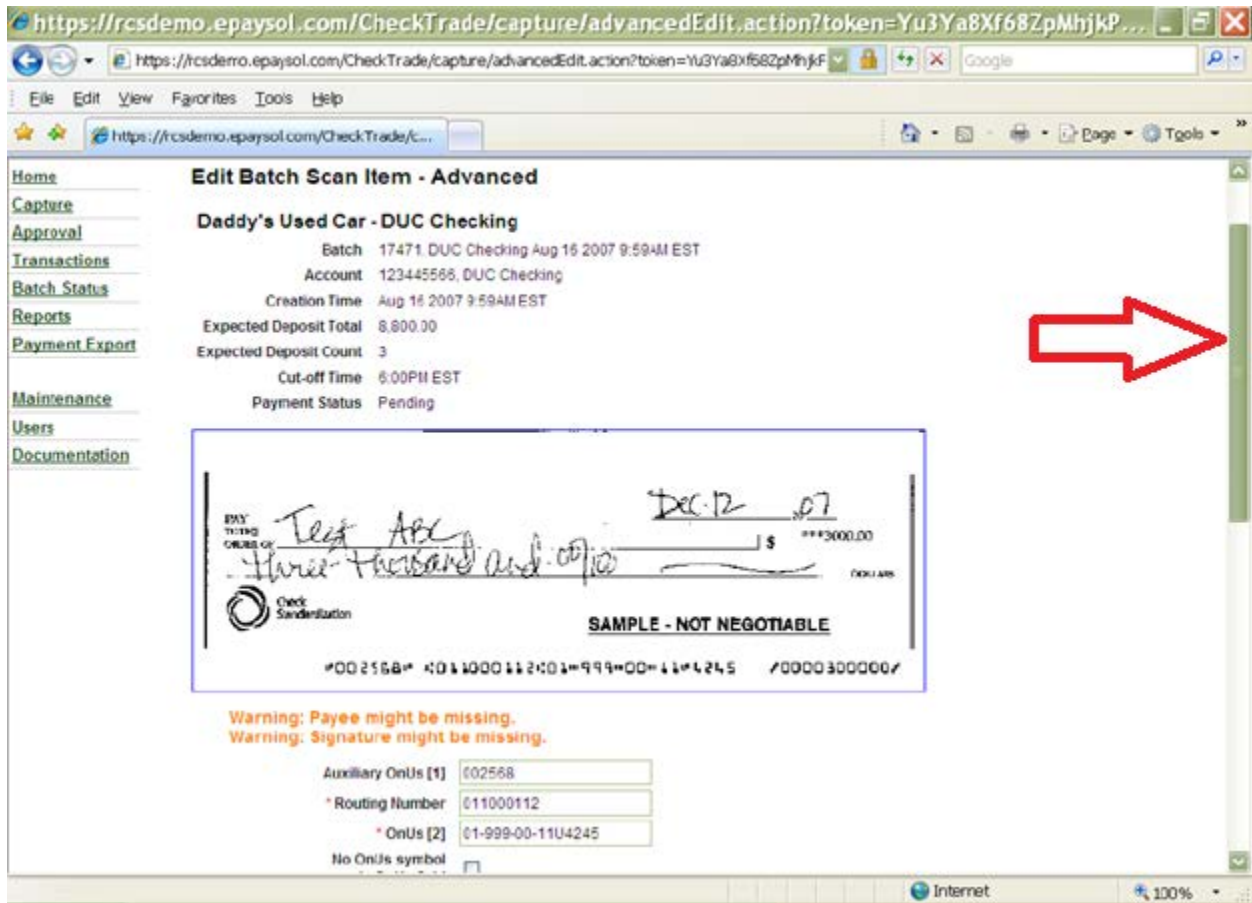 https://rcsdemo.epaysol.com/CheckTrade/capture/advancedEdit.action?token=Yu3Ya8Xf68ZpMhjkP...
https://rcsdemo.epaysol.com/CheckTrade/capture/advancedEdit.action?token=Yu3Ya8Xf68ZpMhjkF
Google
File Edit View Favorites Tools Help
https://rcsdemo.epaysol.com/CheckTrade/c...
Page Tools
Home
Capture
Approval
Transactions
Batch Status
Reports
Payment Export
Maintenance
Users
Documentation
Edit Batch Scan Item - Advanced
Daddy's Used Car - DUC Checking
Batch 17471, DUC Checking Aug 16 2007 9:59AM EST
Account 123445566, DUC Checking
Creation Time Aug 16 2007 9:59AM EST
Expected Deposit Total 8,800.00
Expected Deposit Count 3
Cut-off Time 6:00PM EST
Payment Status Pending
Dec-12 ,07
PAY TO THE ORDER OF Test ABC $ ***3000.00
three-thousand and 00/100 DOLLARS
Check Standardization
SAMPLE - NOT NEGOTIABLE
⑈002568⑈ ⑆011000112⑆01⑉999⑉00⑉11⑈4245 ⑇0000300000⑇
Warning: Payee might be missing.
Warning: Signature might be missing.
Auxiliary OnUs [1] 002568
* Routing Number 011000112
* OnUs [2] 01-999-00-11U4245
No OnUs symbol
Internet 100%